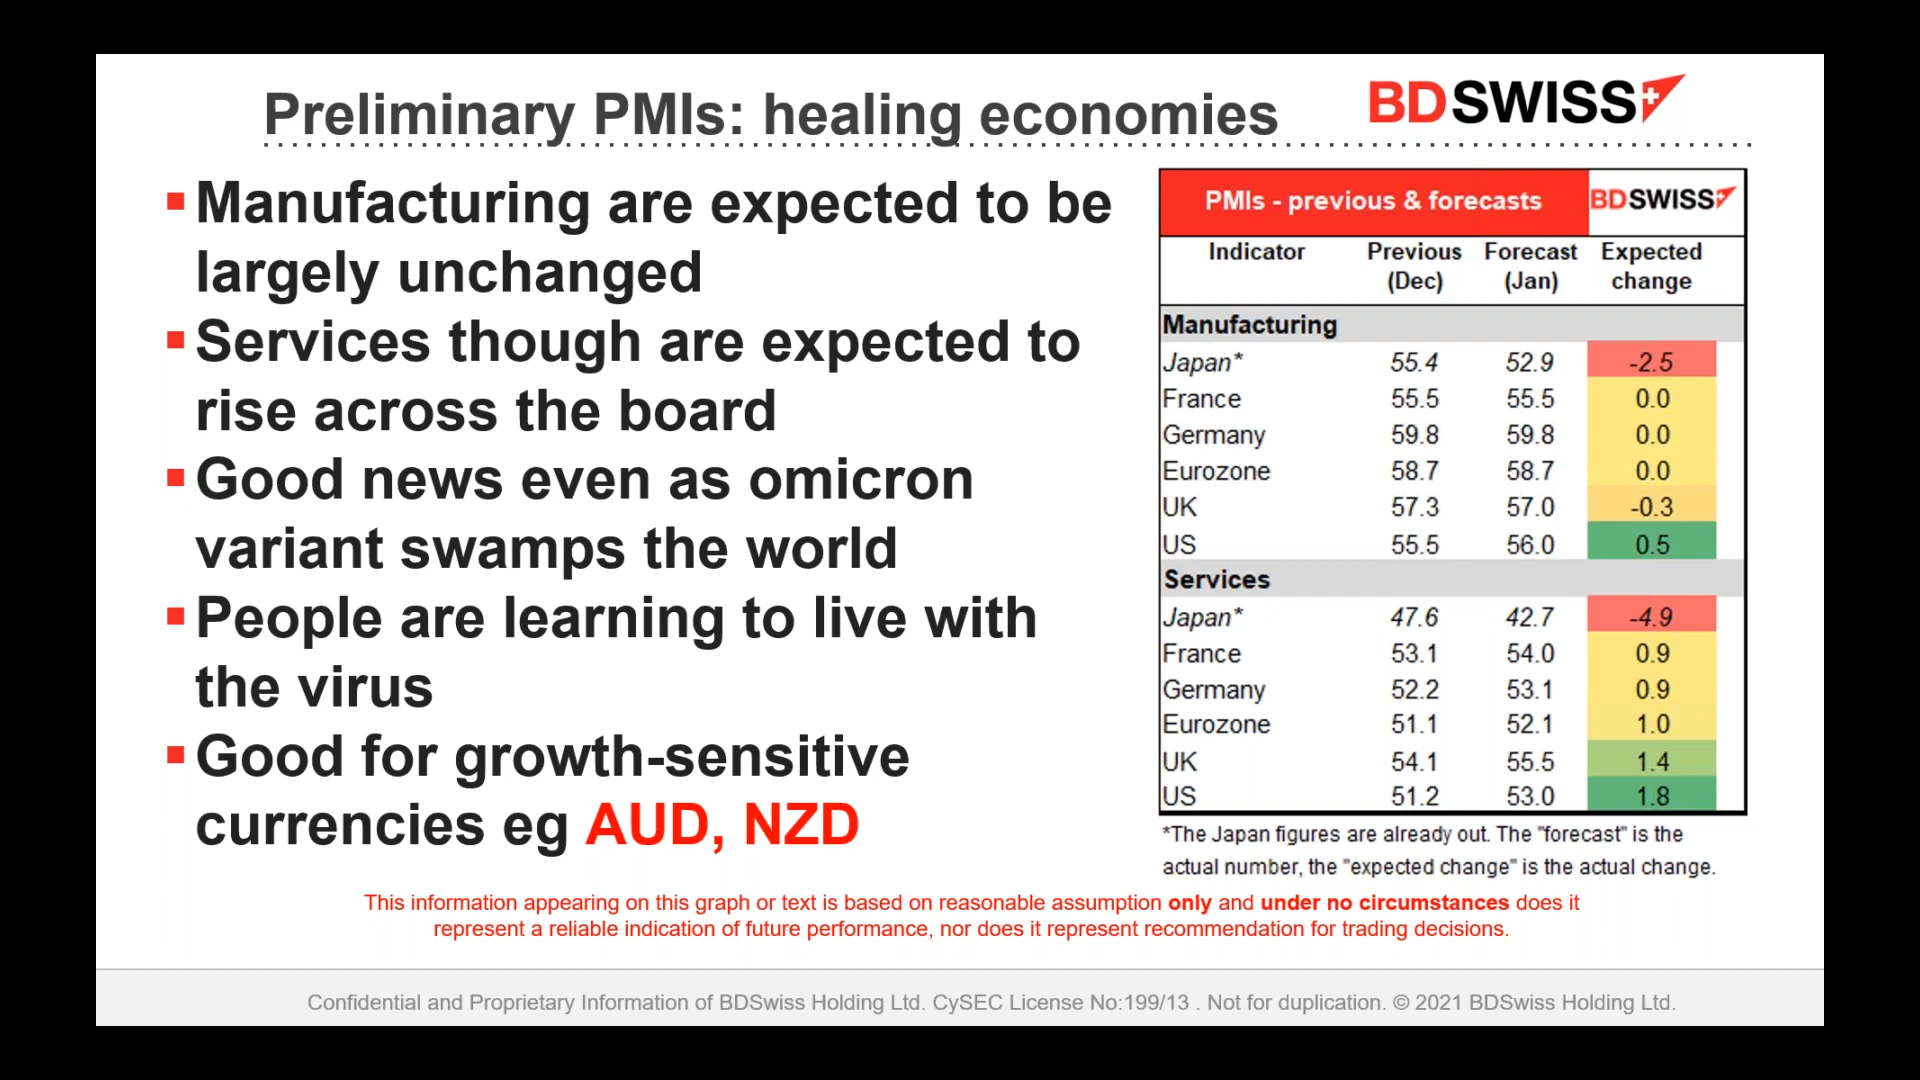 Preliminary PMIs: healing economies
BDSWISS
Manufacturing are expected to be
largely unchanged
Services though are expected to
rise across the board
Good news even as omicron
variant swamps the world
People are learning to live with
the virus
Good for growth-sensitive
currencies eg AUD, NZD
PMIs - previous & forecasts BDSWISS
Indicator Previous Forecast Expected
(Dec) (Jan) change
Manufacturing
Japan* 55.4 52.9 -2.5
France 55.5 55.5 0.0
Germany 59.8 59.8 0.0
Eurozone 58.7 58.7 0.0
UK 57.3 57.0 -0.3
US 55.5 56.0 0.5
Services
Japan* 47.6 42.7 -4.9
France 53.1 54.0 0.9
Germany 52.2 53.1 0.9
Eurozone 51.1 52.1 1.0
UK 54.1 55.5 1.4
US 51.2 53.0 1.8
*The Japan figures are already out. The "forecast" is the
actual number, the "expected change" is the actual change.
This information appearing on this graph or text is based on reasonable assumption only and under no circumstances does it
represent a reliable indication of future performance, nor does it represent recommendation for trading decisions.
Confidential and Proprietary Information of BDSwiss Holding Ltd. CySEC License No:199/13 . Not for duplication. © 2021 BDSwiss Holding Ltd.